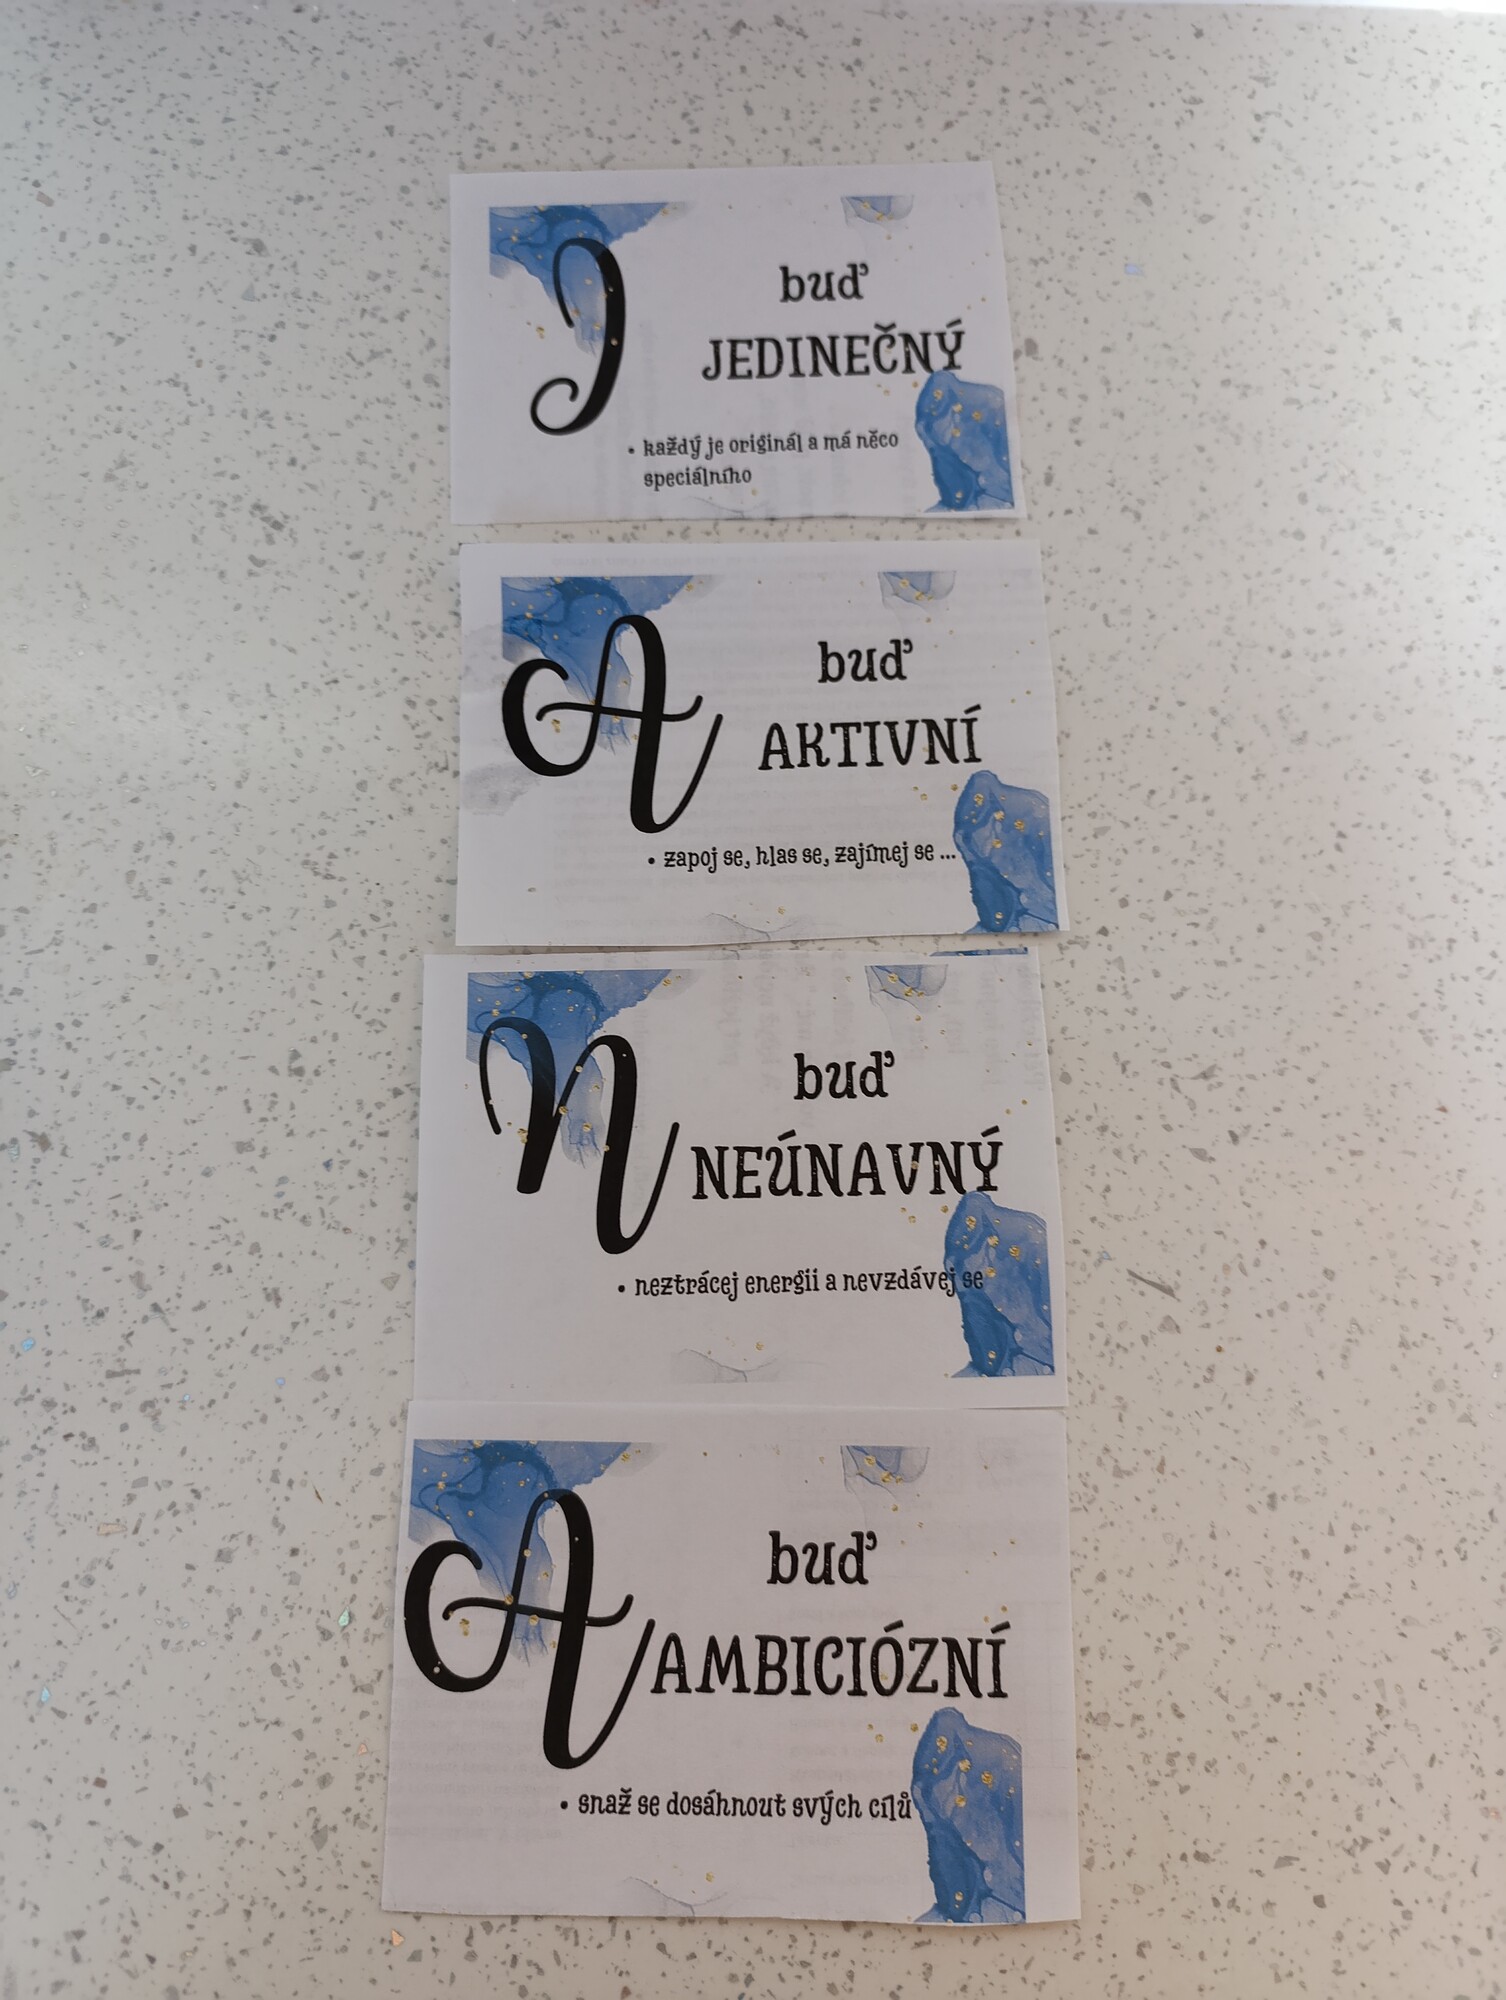 J
buď
JEDINEČNÝ
• každý je originál a má něco
speciálního
A
buď
AKTIVNÍ
• zapoj se, hlas se, zajímej se ...
N
buď
NEÚNAVNÝ
• neztrácej energii a nevzdávej se
A
buď
AMBICIÓZNÍ
• snaž se dosáhnout svých cílů